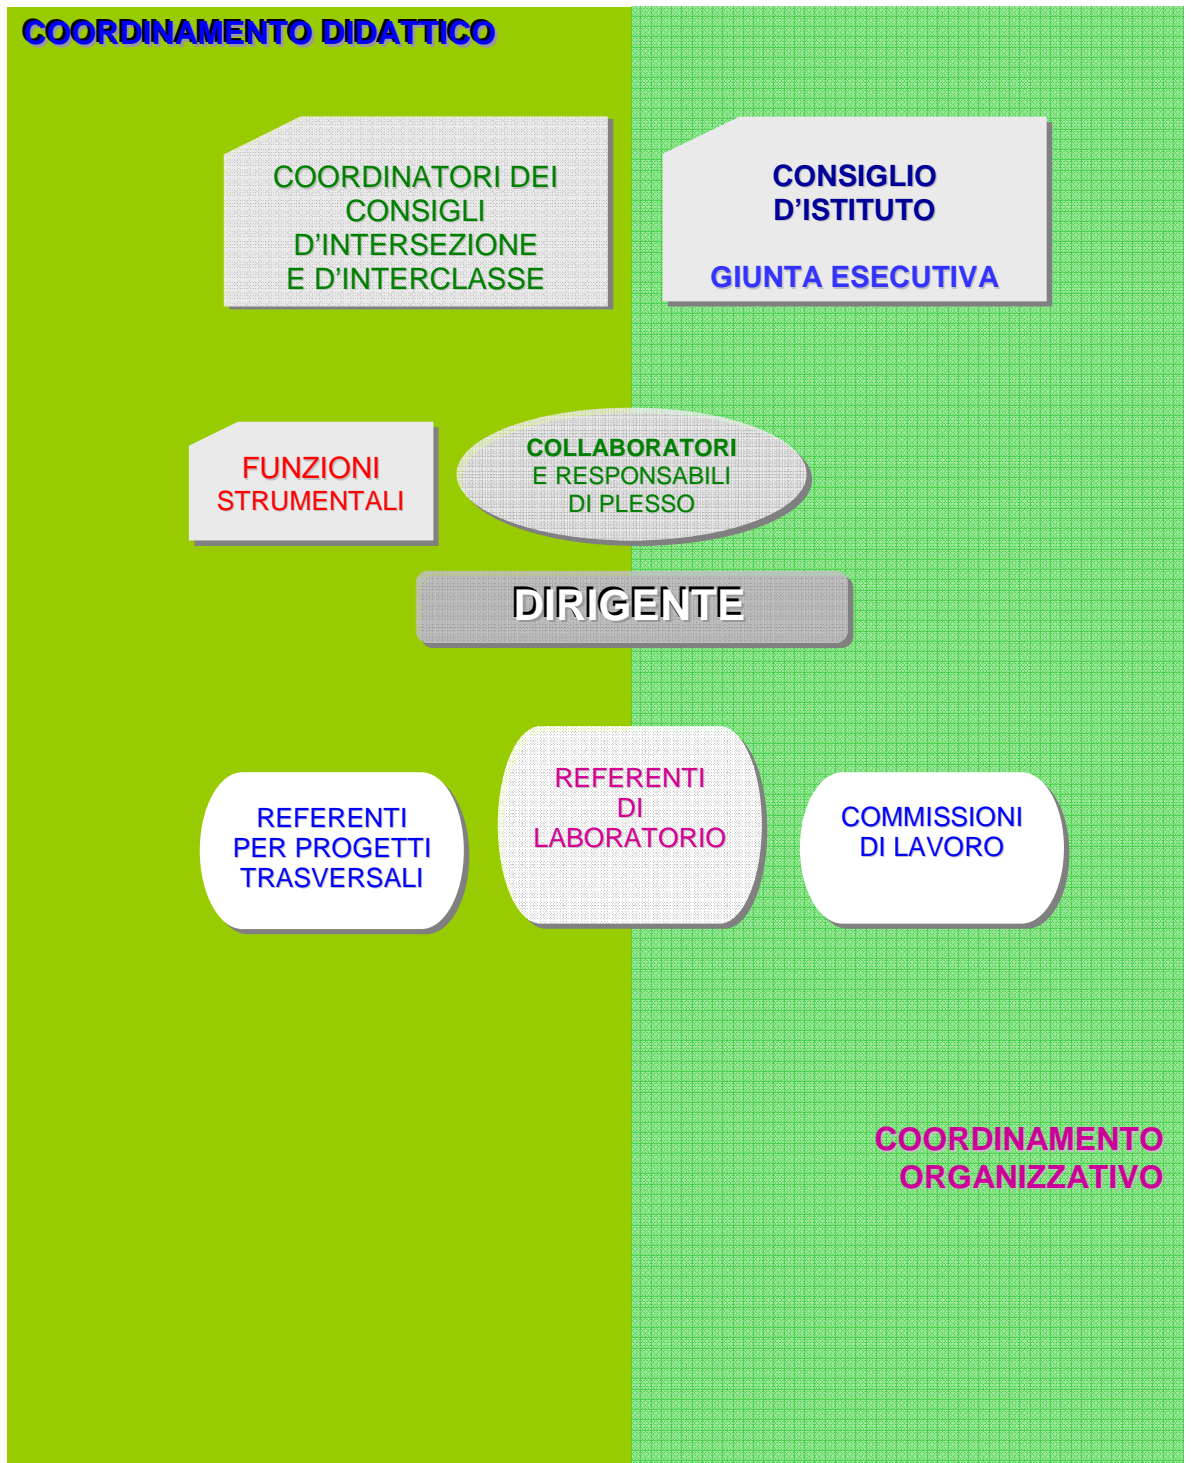 COORDINAMENTO DIDATTICO
COORDINATORI DEI
CONSIGLI
D'INTERSEZIONE
E D'INTERCLASSE
CONSIGLIO
D'ISTITUTO
GIUNTA ESECUTIVA
FUNZIONI
STRUMENTALI
COLLABORATORI
E RESPONSABILI
DI PLESSO
DIRIGENTE
REFERENTI
PER PROGETTI
TRASVERSALI
REFERENTI
DI
LABORATORIO
COMMISSIONI
DI LAVORO
COORDINAMENTO
ORGANIZZATIVO